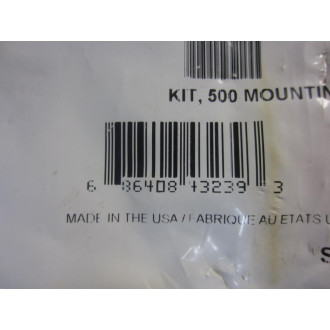 KIT, 500 MOUNTIN
6 86408 43239 3
MADE IN THE USA / FABRIQUE AU ETATS U
S